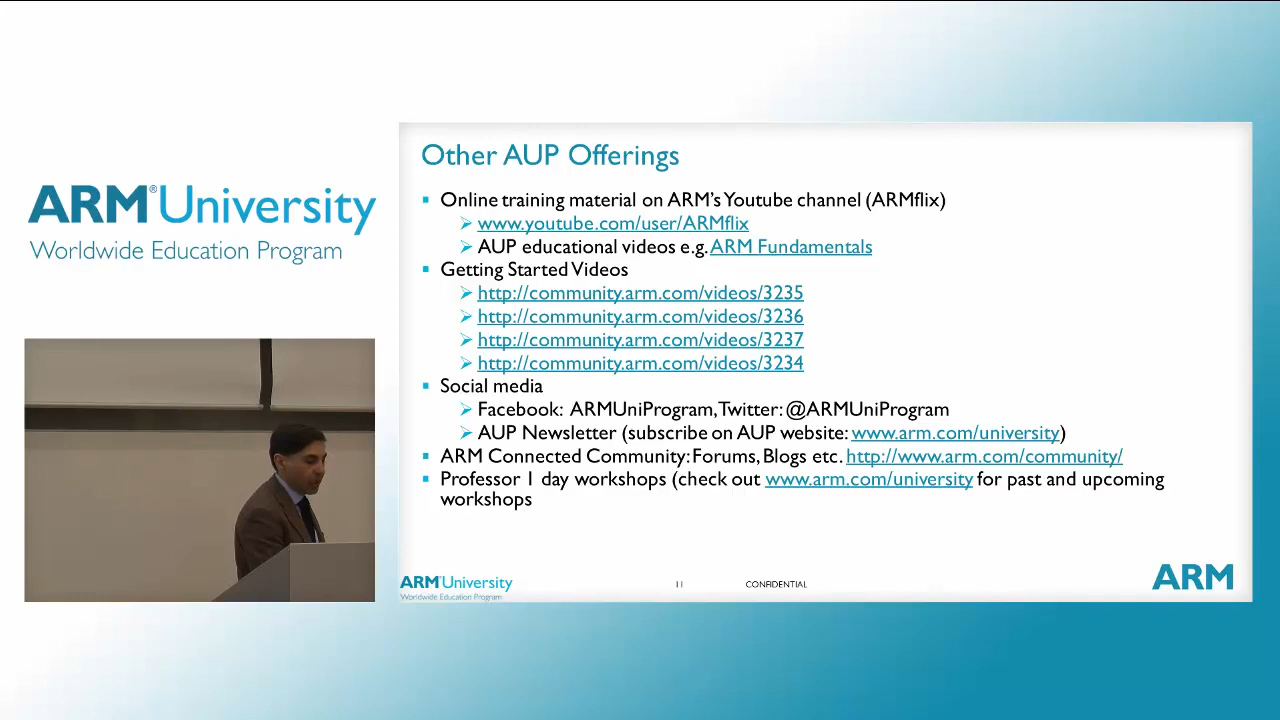 ARM® University
Worldwide Education Program
Other AUP Offerings
Online training material on ARM's Youtube channel (ARMflix)
www.youtube.com/user/ARMflix
AUP educational videos e.g. ARM Fundamentals
Getting Started Videos
http://community.arm.com/videos/3235
http://community.arm.com/videos/3236
http://community.arm.com/videos/3237
http://community.arm.com/videos/3234
Social media
Facebook: ARMUniProgram, Twitter: @ARMUniProgram
AUP Newsletter (subscribe on AUP website: www.arm.com/university)
ARM Connected Community: Forums, Blogs etc. http://www.arm.com/community/
Professor 1 day workshops (check out www.arm.com/university for past and upcoming
workshops
ARM University
Worldwide Education Program
11
CONFIDENTIAL
ARM